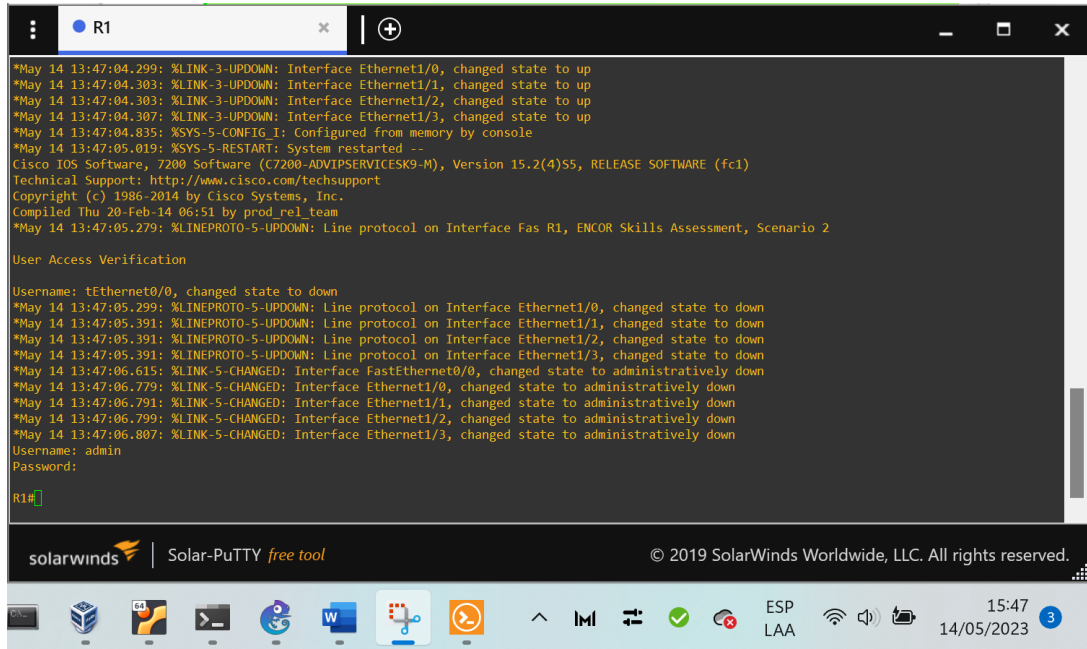 R1
*May 14 13:47:04.299: %LINK-3-UPDOWN: Interface Ethernet1/0, changed state to up
*May 14 13:47:04.303: %LINK-3-UPDOWN: Interface Ethernet1/1, changed state to up
*May 14 13:47:04.303: %LINK-3-UPDOWN: Interface Ethernet1/2, changed state to up
*May 14 13:47:04.307: %LINK-3-UPDOWN: Interface Ethernet1/3, changed state to up
*May 14 13:47:04.835: %SYS-5-CONFIG_I: Configured from memory by console
*May 14 13:47:05.019: %SYS-5-RESTART: System restarted --
Cisco IOS Software, 7200 Software (C7200-ADVIPSERVICESK9-M), Version 15.2(4)S5, RELEASE SOFTWARE (fc1)
Technical Support: http://www.cisco.com/techsupport
Copyright (c) 1986-2014 by Cisco Systems, Inc.
Compiled Thu 20-Feb-14 06:51 by prod_rel_team
*May 14 13:47:05.279: %LINEPROTO-5-UPDOWN: Line protocol on Interface Fas R1, ENCOR Skills Assessment, Scenario 2
User Access Verification
Username: tEthernet0/0, changed state to down
*May 14 13:47:05.299: %LINEPROTO-5-UPDOWN: Line protocol on Interface Ethernet1/0, changed state to down
*May 14 13:47:05.391: %LINEPROTO-5-UPDOWN: Line protocol on Interface Ethernet1/1, changed state to down
*May 14 13:47:05.391: %LINEPROTO-5-UPDOWN: Line protocol on Interface Ethernet1/2, changed state to down
*May 14 13:47:05.391: %LINEPROTO-5-UPDOWN: Line protocol on Interface Ethernet1/3, changed state to down
*May 14 13:47:06.615: %LINK-5-CHANGED: Interface FastEthernet0/0, changed state to administratively down
*May 14 13:47:06.779: %LINK-5-CHANGED: Interface Ethernet1/0, changed state to administratively down
*May 14 13:47:06.791: %LINK-5-CHANGED: Interface Ethernet1/1, changed state to administratively down
*May 14 13:47:06.799: %LINK-5-CHANGED: Interface Ethernet1/2, changed state to administratively down
*May 14 13:47:06.807: %LINK-5-CHANGED: Interface Ethernet1/3, changed state to administratively down
Username: admin
Password:
R1#
solarwinds Solar-PuTTY free tool © 2019 SolarWinds Worldwide, LLC. All rights reserved.
64
ESP 15:47
LAA 14/05/2023 3